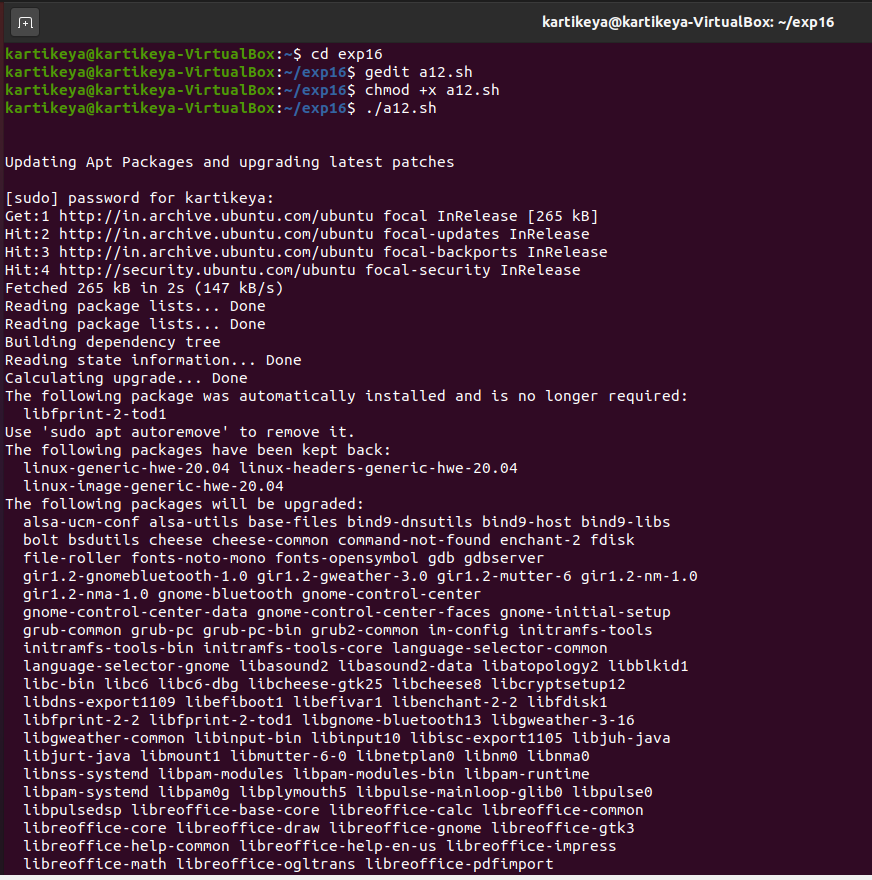 kartikeya@kartikeya-VirtualBox: ~/exp16
kartikeya@kartikeya-VirtualBox:~$ cd exp16
kartikeya@kartikeya-VirtualBox:~/exp16$ gedit a12.sh
kartikeya@kartikeya-VirtualBox:~/exp16$ chmod +x a12.sh
kartikeya@kartikeya-VirtualBox:~/exp16$ ./a12.sh
Updating Apt Packages and upgrading latest patches
[sudo] password for kartikeya:
Get:1 http://in.archive.ubuntu.com/ubuntu focal InRelease [265 kB]
Hit:2 http://in.archive.ubuntu.com/ubuntu focal-updates InRelease
Hit:3 http://in.archive.ubuntu.com/ubuntu focal-backports InRelease
Hit:4 http://security.ubuntu.com/ubuntu focal-security InRelease
Fetched 265 kB in 2s (147 kB/s)
Reading package lists... Done
Reading package lists... Done
Building dependency tree
Reading state information... Done
Calculating upgrade... Done
The following package was automatically installed and is no longer required:
  libfprint-2-tod1
Use 'sudo apt autoremove' to remove it.
The following packages have been kept back:
  linux-generic-hwe-20.04 linux-headers-generic-hwe-20.04
  linux-image-generic-hwe-20.04
The following packages will be upgraded:
  alsa-ucm-conf alsa-utils base-files bind9-dnsutils bind9-host bind9-libs
  bolt bsdutils cheese cheese-common command-not-found enchant-2 fdisk
  file-roller fonts-noto-mono fonts-opensymbol gdb gdbserver
  gir1.2-gnomebluetooth-1.0 gir1.2-gweather-3.0 gir1.2-mutter-6 gir1.2-nm-1.0
  gir1.2-nma-1.0 gnome-bluetooth gnome-control-center
  gnome-control-center-data gnome-control-center-faces gnome-initial-setup
  grub-common grub-pc grub-pc-bin grub2-common im-config initramfs-tools
  initramfs-tools-bin initramfs-tools-core language-selector-common
  language-selector-gnome libasound2 libasound2-data libatopology2 libblkid1
  libc-bin libc6 libc6-dbg libcheese-gtk25 libcheese8 libcryptsetup12
  libdns-export1109 libefiboot1 libefivar1 libenchant-2-2 libfdisk1
  libfprint-2-2 libfprint-2-tod1 libgnome-bluetooth13 libgweather-3-16
  libgweather-common libinput-bin libinput10 libisc-export1105 libjuh-java
  libjurt-java libmount1 libmutter-6-0 libnetplan0 libnm0 libnma0
  libnss-systemd libpam-modules libpam-modules-bin libpam-runtime
  libpam-systemd libpam0g libplymouth5 libpulse-mainloop-glib0 libpulse0
  libpulsedsp libreoffice-base-core libreoffice-calc libreoffice-common
  libreoffice-core libreoffice-draw libreoffice-gnome libreoffice-gtk3
  libreoffice-help-common libreoffice-help-en-us libreoffice-impress
  libreoffice-math libreoffice-ogltrans libreoffice-pdfimport